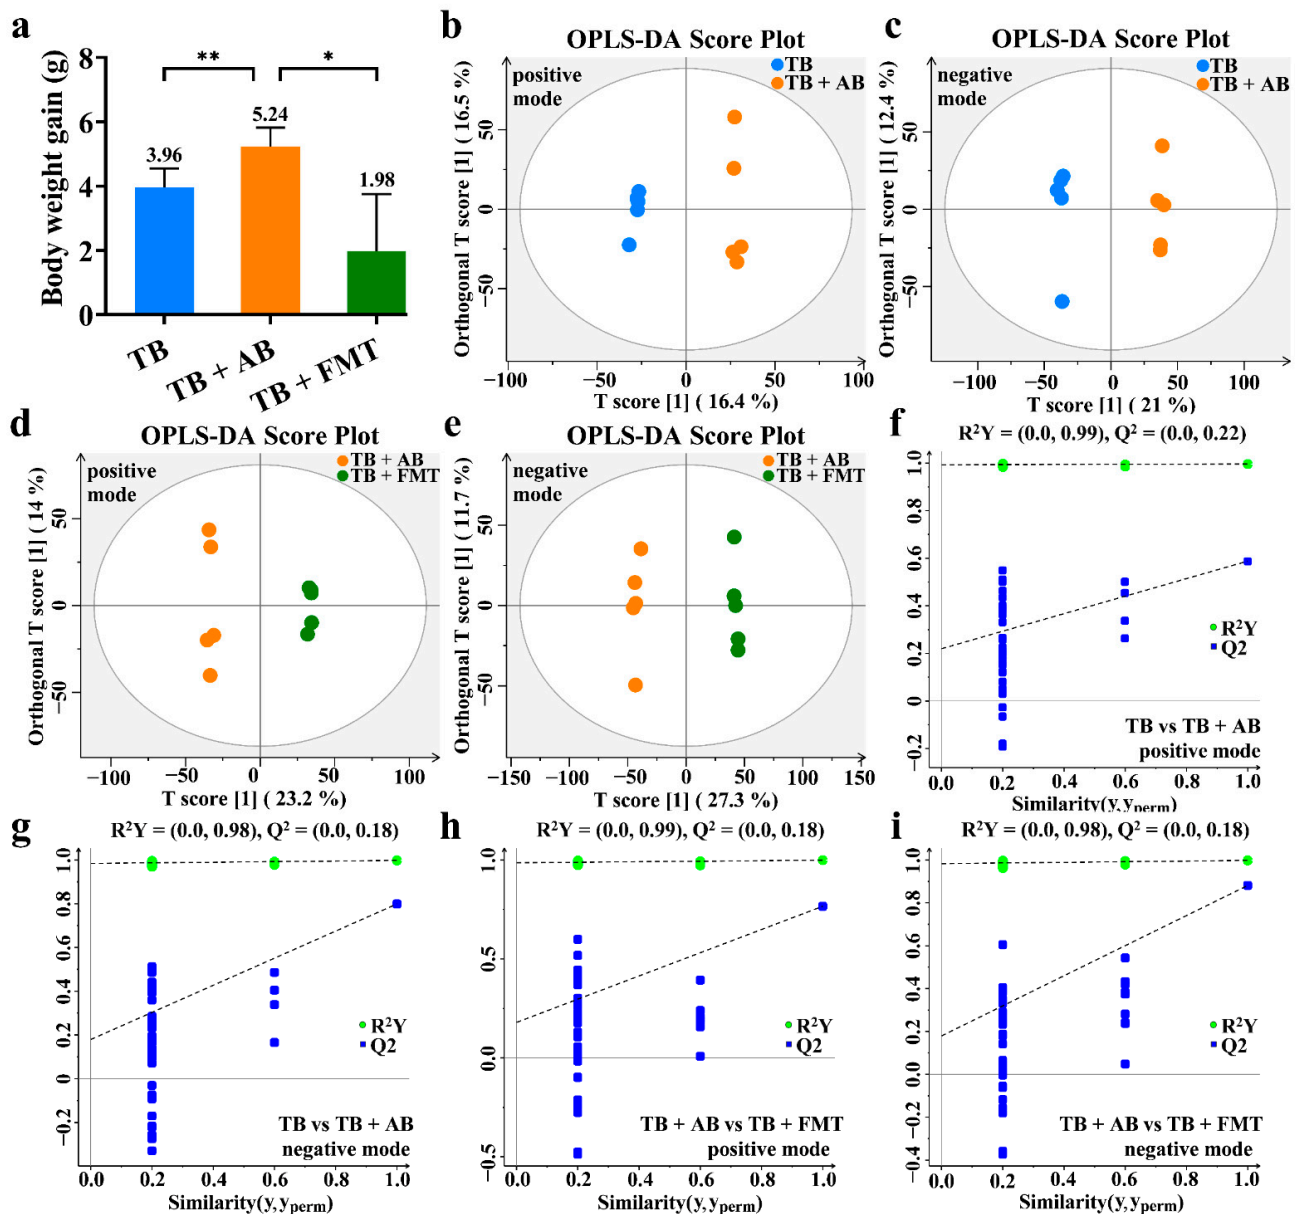 a
Body weight gain (g)
8
6
4
2
0
**
*
3.96
5.24
1.98
TB
TB + AB
TB + FMT
b
OPLS-DA Score Plot
positive
mode
TB
TB + AB
Orthogonal T score [1] ( 16.5 %)
50
0
−50
−100
−50
0
50
100
T score [1] ( 16.4 %)
c
OPLS-DA Score Plot
negative
mode
TB
TB + AB
Orthogonal T score [1] ( 12.4 %)
50
0
−50
−100
−50
0
50
100
T score [1] ( 21 %)
d
OPLS-DA Score Plot
positive
mode
TB + AB
TB + FMT
Orthogonal T score [1] ( 14 %)
50
0
−50
−100
−50
0
50
100
T score [1] ( 23.2 %)
e
OPLS-DA Score Plot
negative
mode
TB + AB
TB + FMT
Orthogonal T score [1] ( 11.7 %)
50
0
−50
−150
−100
−50
0
50
100
150
T score [1] ( 27.3 %)
f
R²Y = (0.0, 0.99), Q² = (0.0, 0.22)
1.0
0.8
0.6
0.4
0.2
0
−0.2
R²Y
Q2
TB vs TB + AB
positive mode
0.0
0.2
0.4
0.6
0.8
1.0
Similarity(y,yperm)
g
R²Y = (0.0, 0.98), Q² = (0.0, 0.18)
1.0
0.8
0.6
0.4
0.2
0
−0.2
R²Y
Q2
TB vs TB + AB
negative mode
0.0
0.2
0.4
0.6
0.8
1.0
Similarity(y,yperm)
h
R²Y = (0.0, 0.99), Q² = (0.0, 0.18)
1.0
0.5
0.0
−0.5
R²Y
Q2
TB + AB vs TB + FMT
positive mode
0.0
0.2
0.4
0.6
0.8
1.0
Similarity(y,yperm)
i
R²Y = (0.0, 0.98), Q² = (0.0, 0.18)
1.0
0.8
0.6
0.4
0.2
0.0
−0.2
−0.4
R²Y
Q2
TB + AB vs TB + FMT
negative mode
0.0
0.2
0.4
0.6
0.8
1.0
Similarity(y,yperm)